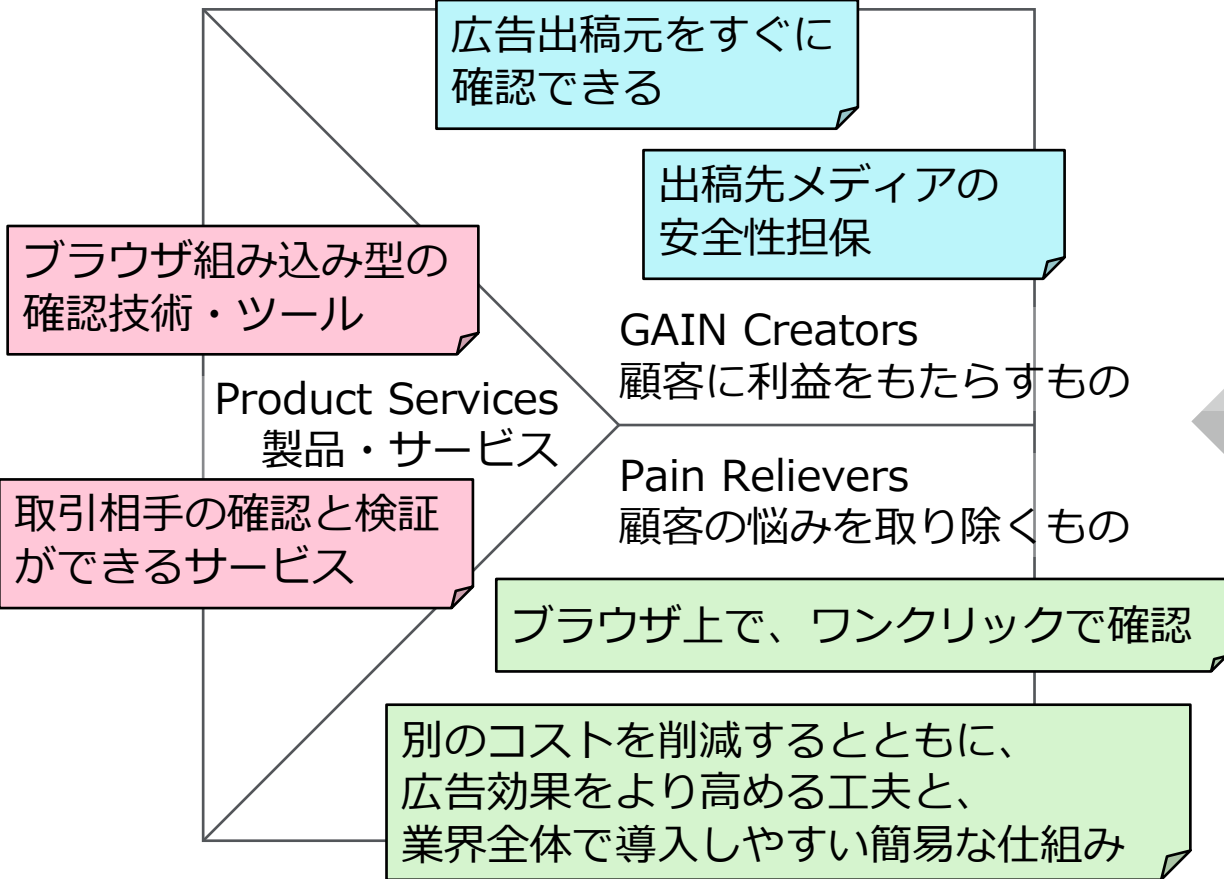 広告出稿元をすぐに
確認できる
出稿先メディアの
安全性担保
ブラウザ組み込み型の
確認技術・ツール
GAIN Creators
顧客に利益をもたらすもの
Product Services
製品・サービス
Pain Relievers
顧客の悩みを取り除くもの
取引相手の確認と検証
ができるサービス
ブラウザ上で、ワンクリックで確認
別のコストを削減するとともに、
広告効果をより高める工夫と、
業界全体で導入しやすい簡易な仕組み